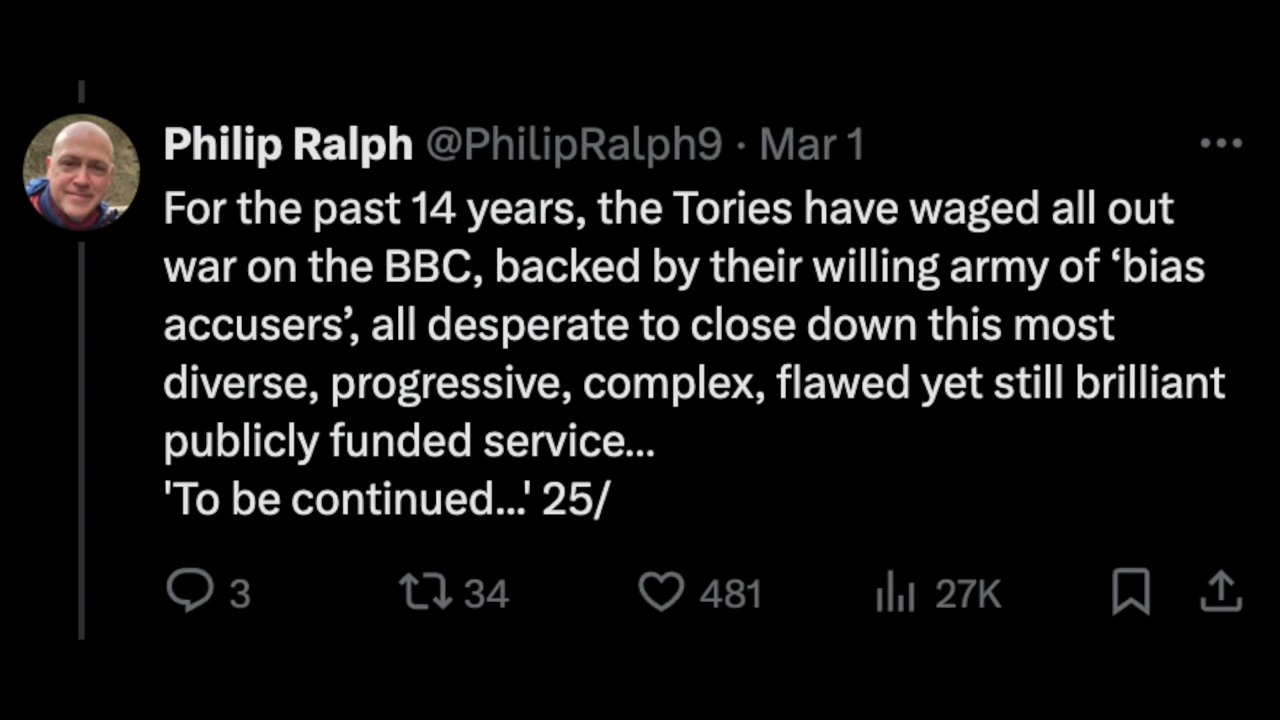 Philip Ralph @PhilipRalph9 · Mar 1
For the past 14 years, the Tories have waged all out
war on the BBC, backed by their willing army of ‘bias
accusers’, all desperate to close down this most
diverse, progressive, complex, flawed yet still brilliant
publicly funded service...
'To be continued...' 25/
3 34 481 27K